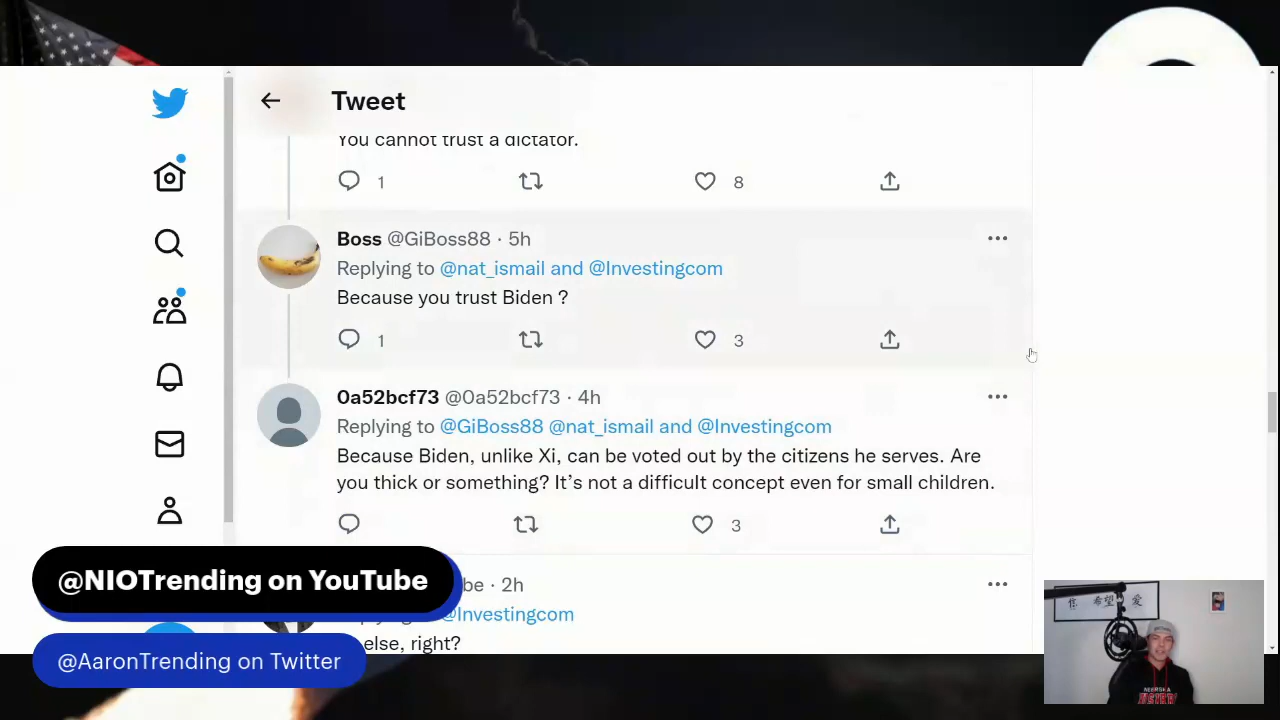 Tweet
You cannot trust a dictator.
1 8
Boss @GiBoss88 · 5h
Replying to @nat_ismail and @Investingcom
Because you trust Biden ?
1 3
0a52bcf73 @0a52bcf73 · 4h
Replying to @GiBoss88 @nat_ismail and @Investingcom
Because Biden, unlike Xi, can be voted out by the citizens he serves. Are
you thick or something? It’s not a difficult concept even for small children.
3
be · 2h
@Investingcom
else, right?
@NIOTrending on YouTube
@AaronTrending on Twitter
希望 爱